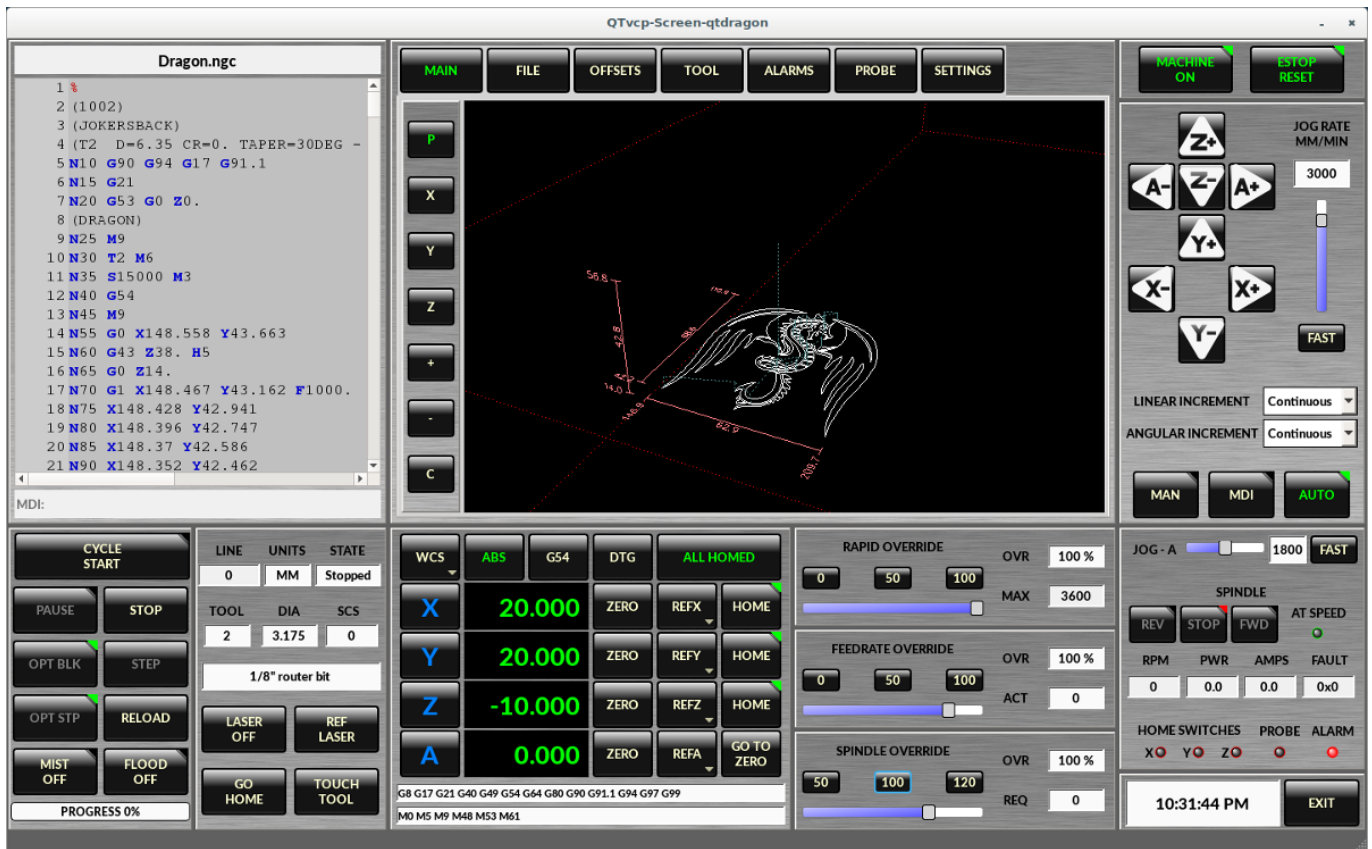 QTvcp-Screen-qtdragon
Dragon.ngc
1 %
2 (1002)
3 (JOKERSBACK)
4 (T2 D=6.35 CR=0. TAPER=30DEG -
5 N10 G90 G94 G17 G91.1
6 N15 G21
7 N20 G53 G0 Z0.
8 (DRAGON)
9 N25 M9
10 N30 T2 M6
11 N35 S15000 M3
12 N40 G54
13 N45 M9
14 N55 G0 X148.558 Y43.663
15 N60 G43 Z38. H5
16 N65 G0 Z14.
17 N70 G1 X148.467 Y43.162 F1000.
18 N75 X148.428 Y42.941
19 N80 X148.396 Y42.747
20 N85 X148.37 Y42.586
21 N90 X148.352 Y42.462
MDI:
MAIN FILE OFFSETS TOOL ALARMS PROBE SETTINGS
P
X
Y
Z
+
-
C
56.8
42.8
14.0
146.8
62.9
209.7
MACHINE
ON
ESTOP
RESET
JOG RATE
MM/MIN
3000
Z+
A- Z- A+
Y+
X- X+
Y-
FAST
LINEAR INCREMENT Continuous
ANGULAR INCREMENT Continuous
MAN MDI AUTO
CYCLE
START
PAUSE STOP
OPT BLK STEP
OPT STP RELOAD
MIST
OFF
FLOOD
OFF
PROGRESS 0%
LINE UNITS STATE
0 MM Stopped
TOOL DIA SCS
2 3.175 0
1/8" router bit
LASER
OFF
REF
LASER
GO
HOME
TOUCH
TOOL
WCS ABS G54 DTG ALL HOMED
X 20.000 ZERO REFX HOME
Y 20.000 ZERO REFY HOME
Z -10.000 ZERO REFZ HOME
A 0.000 ZERO REFA GO TO
ZERO
G8 G17 G21 G40 G49 G54 G64 G80 G90 G91.1 G94 G97 G99
M0 M5 M9 M48 M53 M61
RAPID OVERRIDE OVR 100 %
0 50 100
MAX 3600
FEEDRATE OVERRIDE OVR 100 %
0 50 100
ACT 0
SPINDLE OVERRIDE OVR 100 %
50 100 120
REQ 0
JOG - A 1800 FAST
SPINDLE
REV STOP FWD AT SPEED
RPM PWR AMPS FAULT
0 0.0 0.0 0x0
HOME SWITCHES PROBE ALARM
X Y Z
10:31:44 PM EXIT